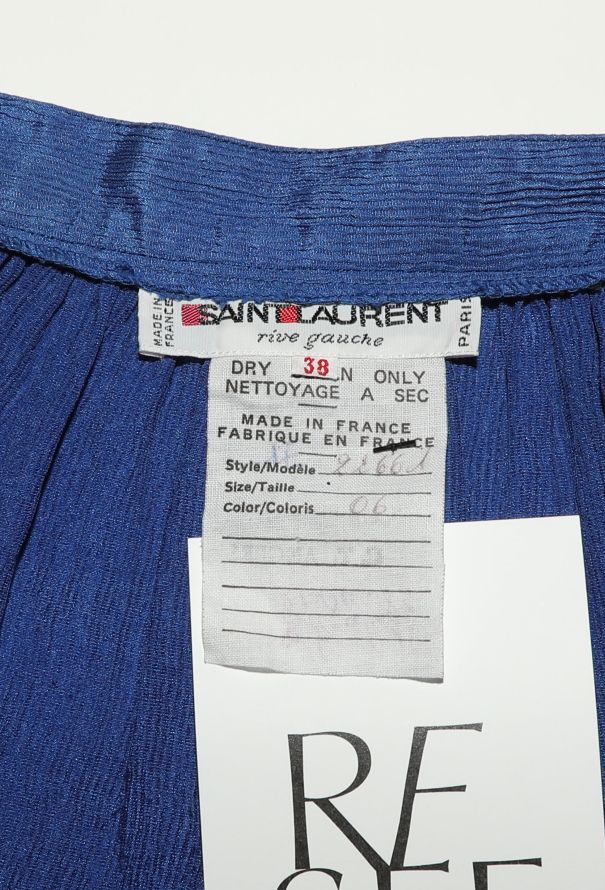 MADE IN
FRANCE
SAINT LAURENT
PARIS
rive gauche
38
DRY N ONLY
NETTOYAGE A SEC
MADE IN FRANCE
FABRIQUE EN FRANCE
Style/Modèle
Size/Taille
Color/Coloris 06
RE
SEE